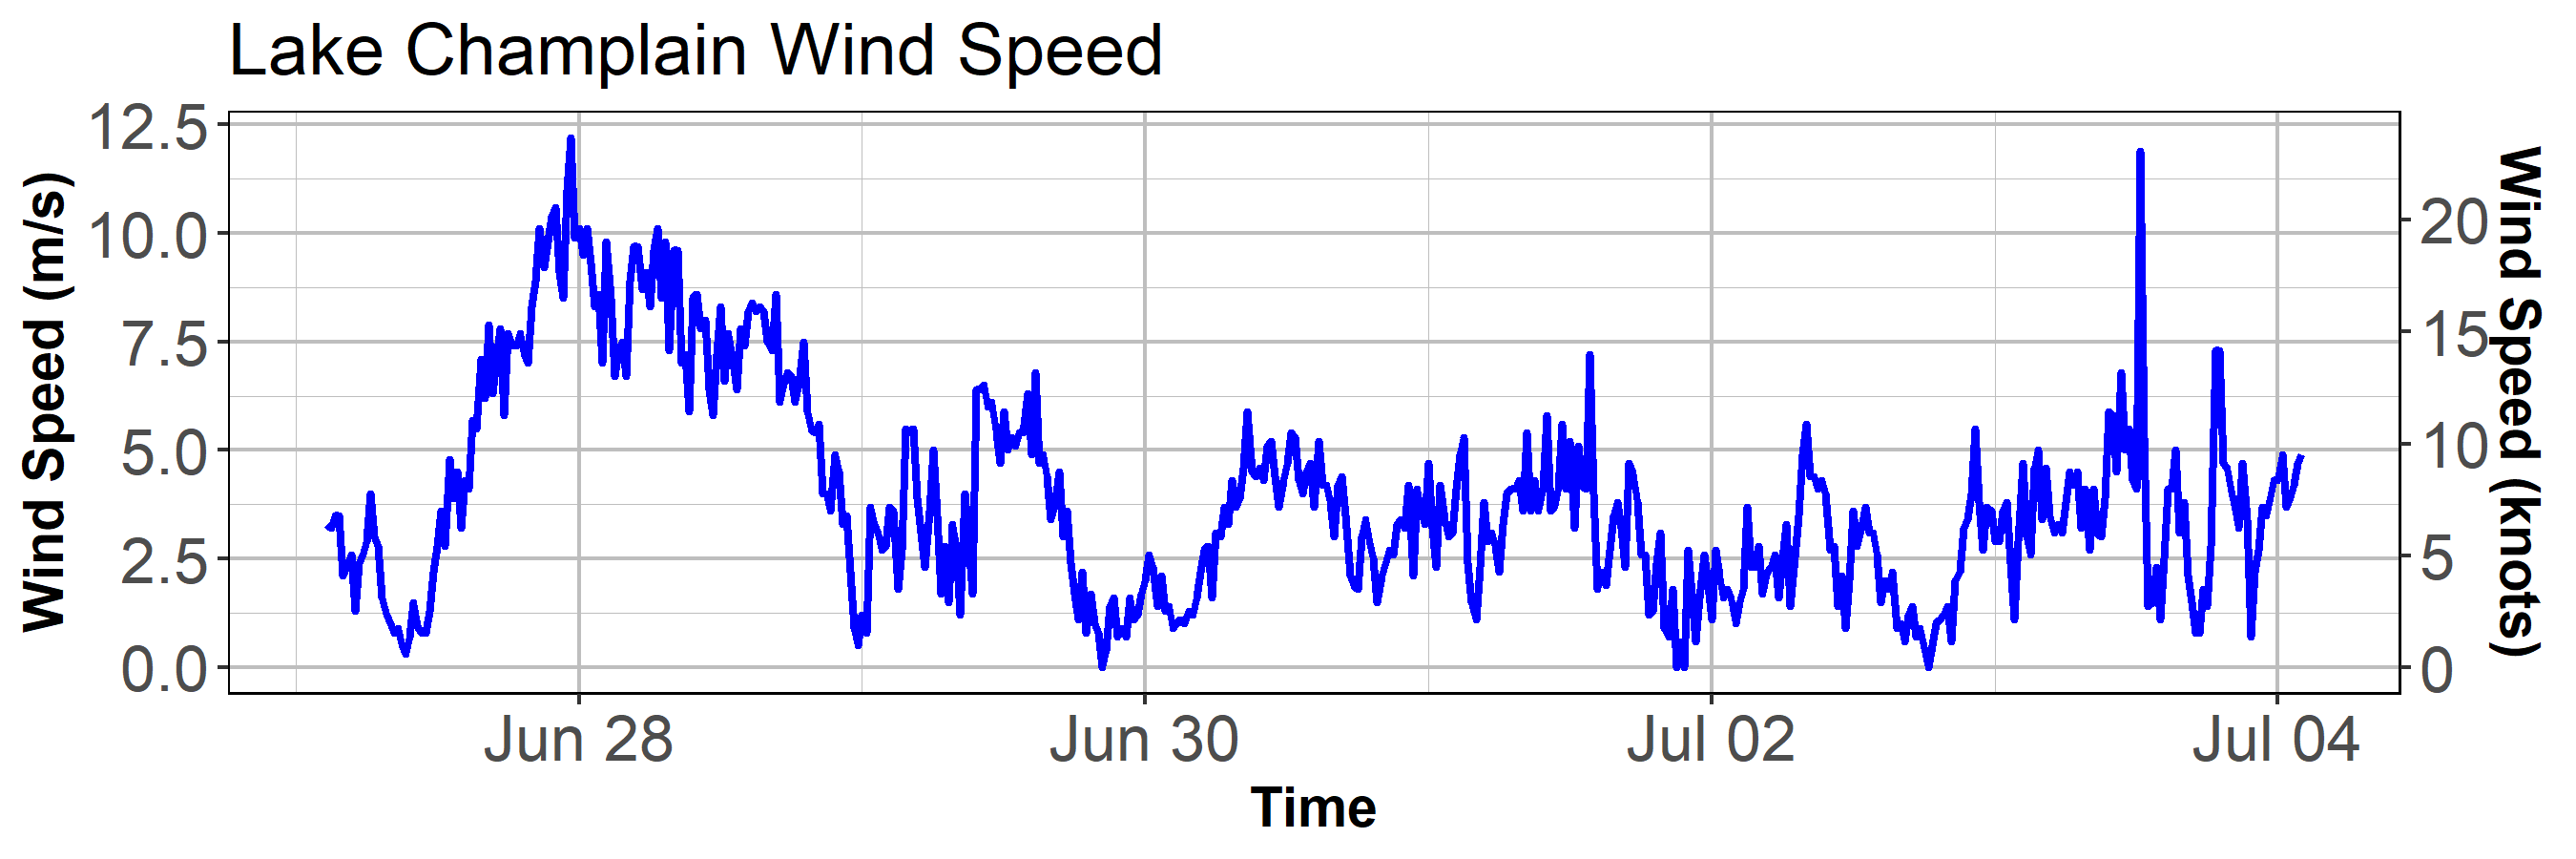 Lake Champlain Wind Speed
Wind Speed (m/s)
12.5
10.0
7.5
5.0
2.5
0.0
20
15
10
5
0
Wind Speed (knots)
Jun 28
Jun 30
Jul 02
Jul 04
Time